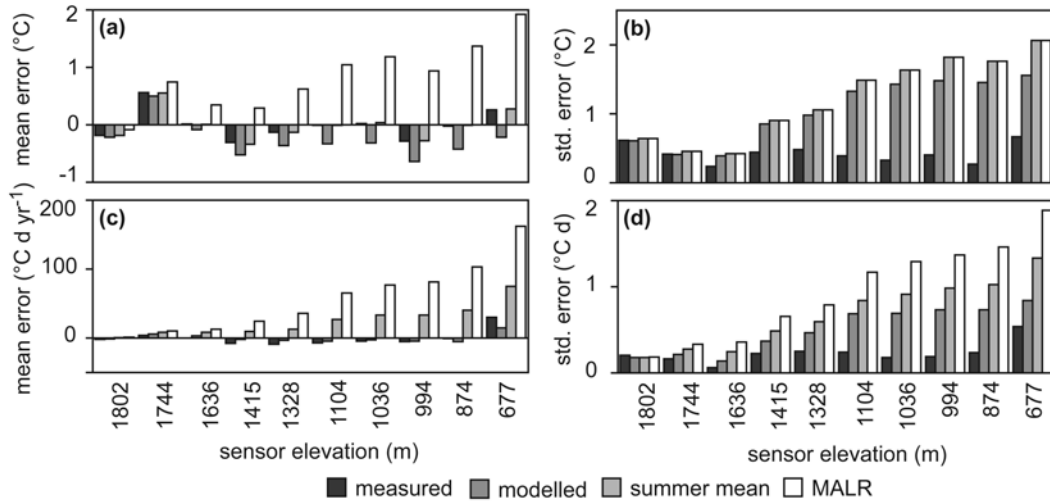 (a)
mean error (°C)
2
1
0
-1
(b)
std. error (°C)
2
1
0
(c)
mean error (°C d yr⁻¹)
200
100
0
(d)
std. error (°C d)
2
1
0
1802 1744 1636 1415 1328 1104 1036 994 874 677
sensor elevation (m)
1802 1744 1636 1415 1328 1104 1036 994 874 677
sensor elevation (m)
measured modelled summer mean MALR